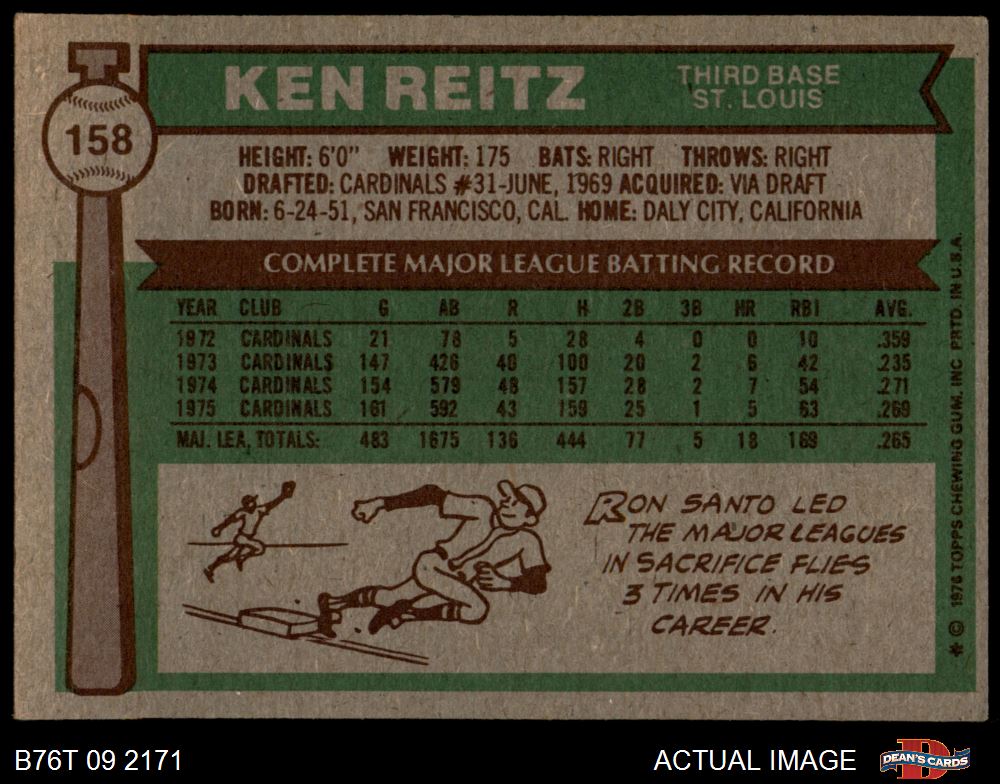 158
KEN REITZ
THIRD BASE
ST. LOUIS
HEIGHT: 6'0" WEIGHT: 175 BATS: RIGHT THROWS: RIGHT
DRAFTED: CARDINALS #31-JUNE, 1969 ACQUIRED: VIA DRAFT
BORN: 6-24-51, SAN FRANCISCO, CAL. HOME: DALY CITY, CALIFORNIA
COMPLETE MAJOR LEAGUE BATTING RECORD
YEAR CLUB G AB R H 2B 3B HR RBI AVG.
1972 CARDINALS 21 78 5 28 4 0 0 10 .359
1973 CARDINALS 147 426 40 100 20 2 6 42 .235
1974 CARDINALS 154 579 48 157 28 2 7 54 .271
1975 CARDINALS 161 592 43 159 25 1 5 63 .269
MAJ. LEA. TOTALS: 483 1675 136 444 77 5 18 169 .265
RON SANTO LED
THE MAJOR LEAGUES
IN SACRIFICE FLIES
3 TIMES IN HIS
CAREER.
* © 1976 TOPPS CHEWING GUM, INC PRTD. IN U.S.A.
B76T 09 2171
ACTUAL IMAGE
D
DEAN'S CARDS